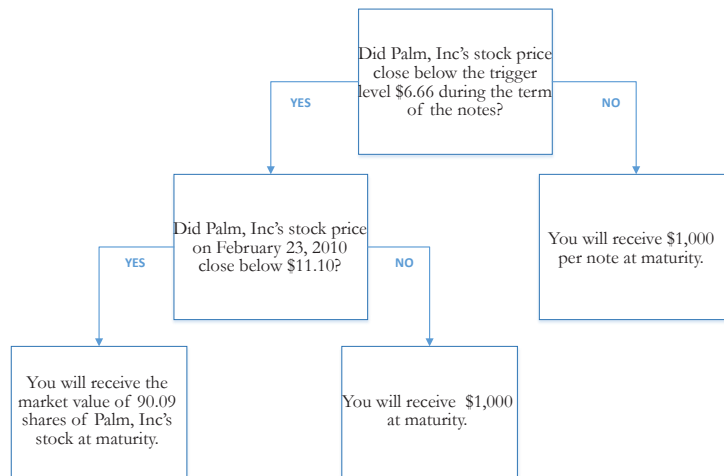 Did Palm, Inc's stock price
close below the trigger
level $6.66 during the term
of the notes?
YES
NO
Did Palm, Inc's stock price
on February 23, 2010
close below $11.10?
You will receive $1,000
per note at maturity.
YES
NO
You will receive the
market value of 90.09
shares of Palm, Inc's
stock at maturity.
You will receive $1,000
at maturity.